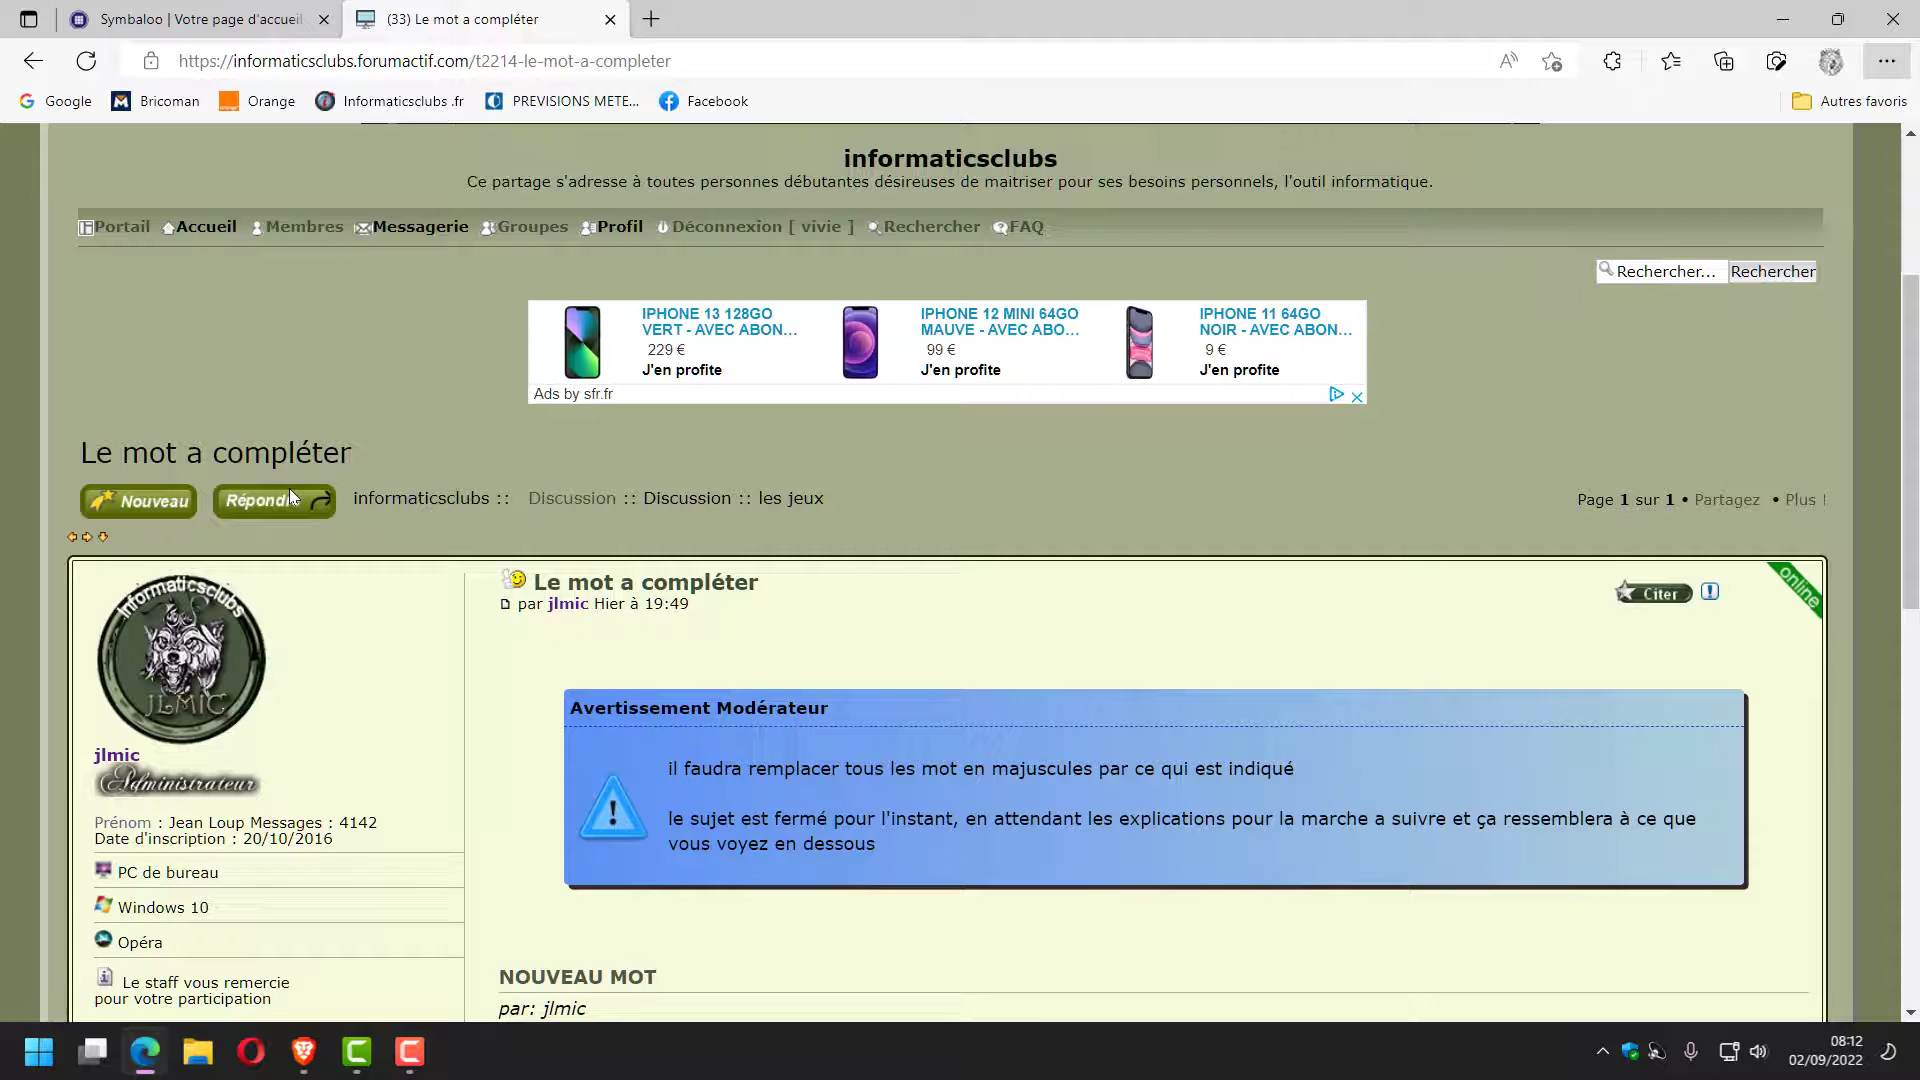 Symbaloo | Votre page d'accueil
(33) Le mot a compléter
https://informaticsclubs.forumactif.com/t2214-le-mot-a-completer
Google
Bricoman
Orange
Informaticsclubs .fr
PREVISIONS METE...
Facebook
Autres favoris
informaticsclubs
Ce partage s'adresse à toutes personnes débutantes désireuses de maitriser pour ses besoins personnels, l'outil informatique.
Portail Accueil Membres Messagerie Groupes Profil Déconnexion [ vivie ] Rechercher FAQ
Rechercher... Rechercher
IPHONE 13 128GO
VERT - AVEC ABON...
229 €
J'en profite
IPHONE 12 MINI 64GO
MAUVE - AVEC ABO...
99 €
J'en profite
IPHONE 11 64GO
NOIR - AVEC ABON...
9 €
J'en profite
Ads by sfr.fr
Le mot a compléter
Nouveau
informaticsclubs :: Discussion :: Discussion :: les jeux
Page 1 sur 1 • Partagez • Plus !
Informaticsclubs
JLMIC
jlmic
Administrateur
Prénom : Jean Loup Messages : 4142
Date d'inscription : 20/10/2016
PC de bureau
Windows 10
Opéra
Le staff vous remercie
pour votre participation
Le mot a compléter
par jlmic Hier à 19:49
Citer
online
Avertissement Modérateur
il faudra remplacer tous les mot en majuscules par ce qui est indiqué
le sujet est fermé pour l'instant, en attendant les explications pour la marche a suivre et ça ressemblera à ce que
vous voyez en dessous
NOUVEAU MOT
par: jlmic
08:12
02/09/2022